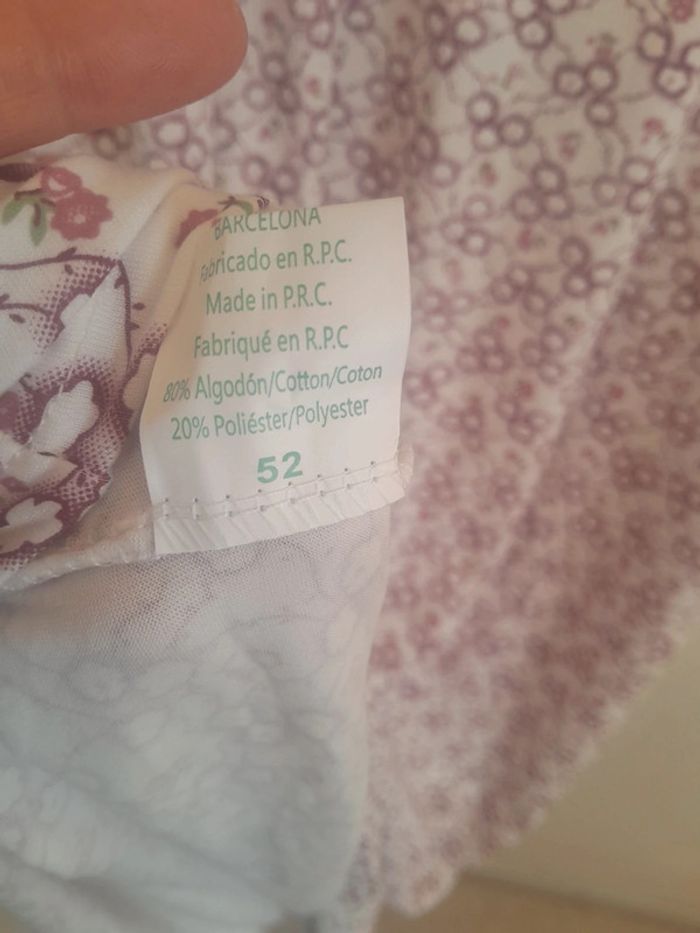 BARCELONA
Fabricado en R.P.C.
Made in P.R.C.
Fabriqué en R.P.C
80% Algodón/Cotton/Coton
20% Poliéster/Polyester
52